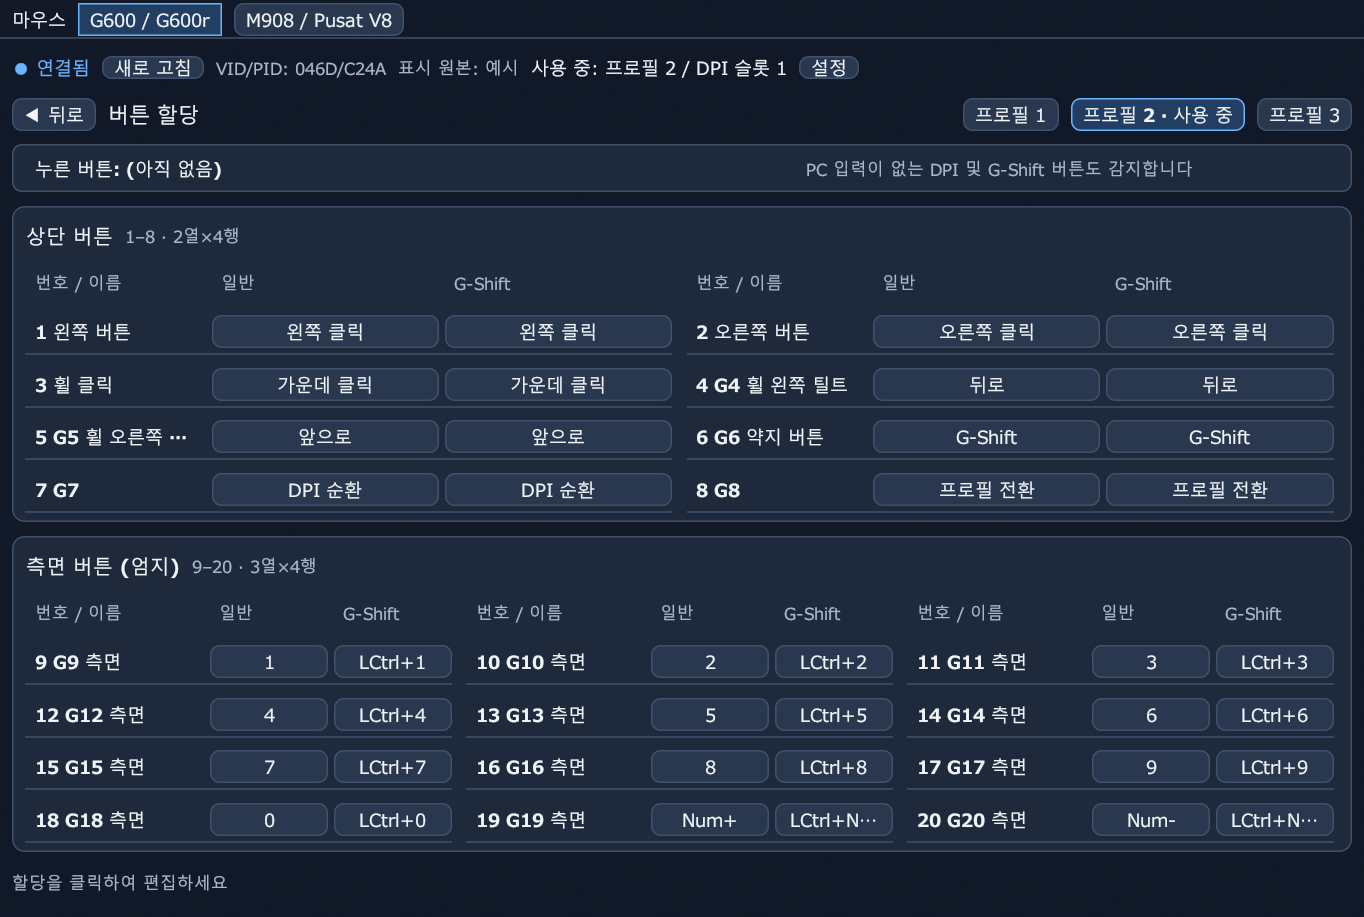 마우스 G600 / G600r M908 / Pusat V8
● 연결됨 새로 고침 VID/PID: 046D/C24A 표시 원본: 예시 사용 중: 프로필 2 / DPI 슬롯 1 설정
◀ 뒤로 버튼 할당 프로필 1 프로필 2 · 사용 중 프로필 3
누른 버튼: (아직 없음) PC 입력이 없는 DPI 및 G-Shift 버튼도 감지합니다
상단 버튼 1–8 · 2열×4행
번호 / 이름 일반 G-Shift 번호 / 이름 일반 G-Shift
1 왼쪽 버튼 왼쪽 클릭 왼쪽 클릭 2 오른쪽 버튼 오른쪽 클릭 오른쪽 클릭
3 휠 클릭 가운데 클릭 가운데 클릭 4 G4 휠 왼쪽 틸트 뒤로 뒤로
5 G5 휠 오른쪽 … 앞으로 앞으로 6 G6 약지 버튼 G-Shift G-Shift
7 G7 DPI 순환 DPI 순환 8 G8 프로필 전환 프로필 전환
측면 버튼 (엄지) 9–20 · 3열×4행
번호 / 이름 일반 G-Shift 번호 / 이름 일반 G-Shift 번호 / 이름 일반 G-Shift
9 G9 측면 1 LCtrl+1 10 G10 측면 2 LCtrl+2 11 G11 측면 3 LCtrl+3
12 G12 측면 4 LCtrl+4 13 G13 측면 5 LCtrl+5 14 G14 측면 6 LCtrl+6
15 G15 측면 7 LCtrl+7 16 G16 측면 8 LCtrl+8 17 G17 측면 9 LCtrl+9
18 G18 측면 0 LCtrl+0 19 G19 측면 Num+ LCtrl+N… 20 G20 측면 Num- LCtrl+N…
할당을 클릭하여 편집하세요